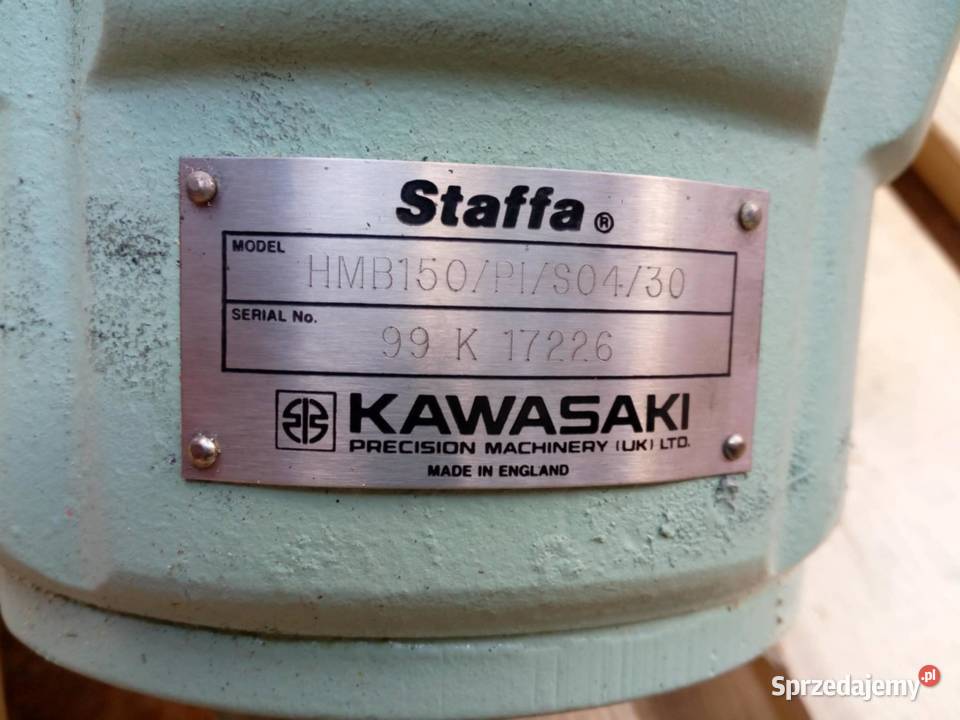 Staffa®
MODEL
HMB150/PI/S04/30
SERIAL No.
99 K 17226
KAWASAKI
PRECISION MACHINERY (UK) LTD.
MADE IN ENGLAND
Sprzedajemy.pl